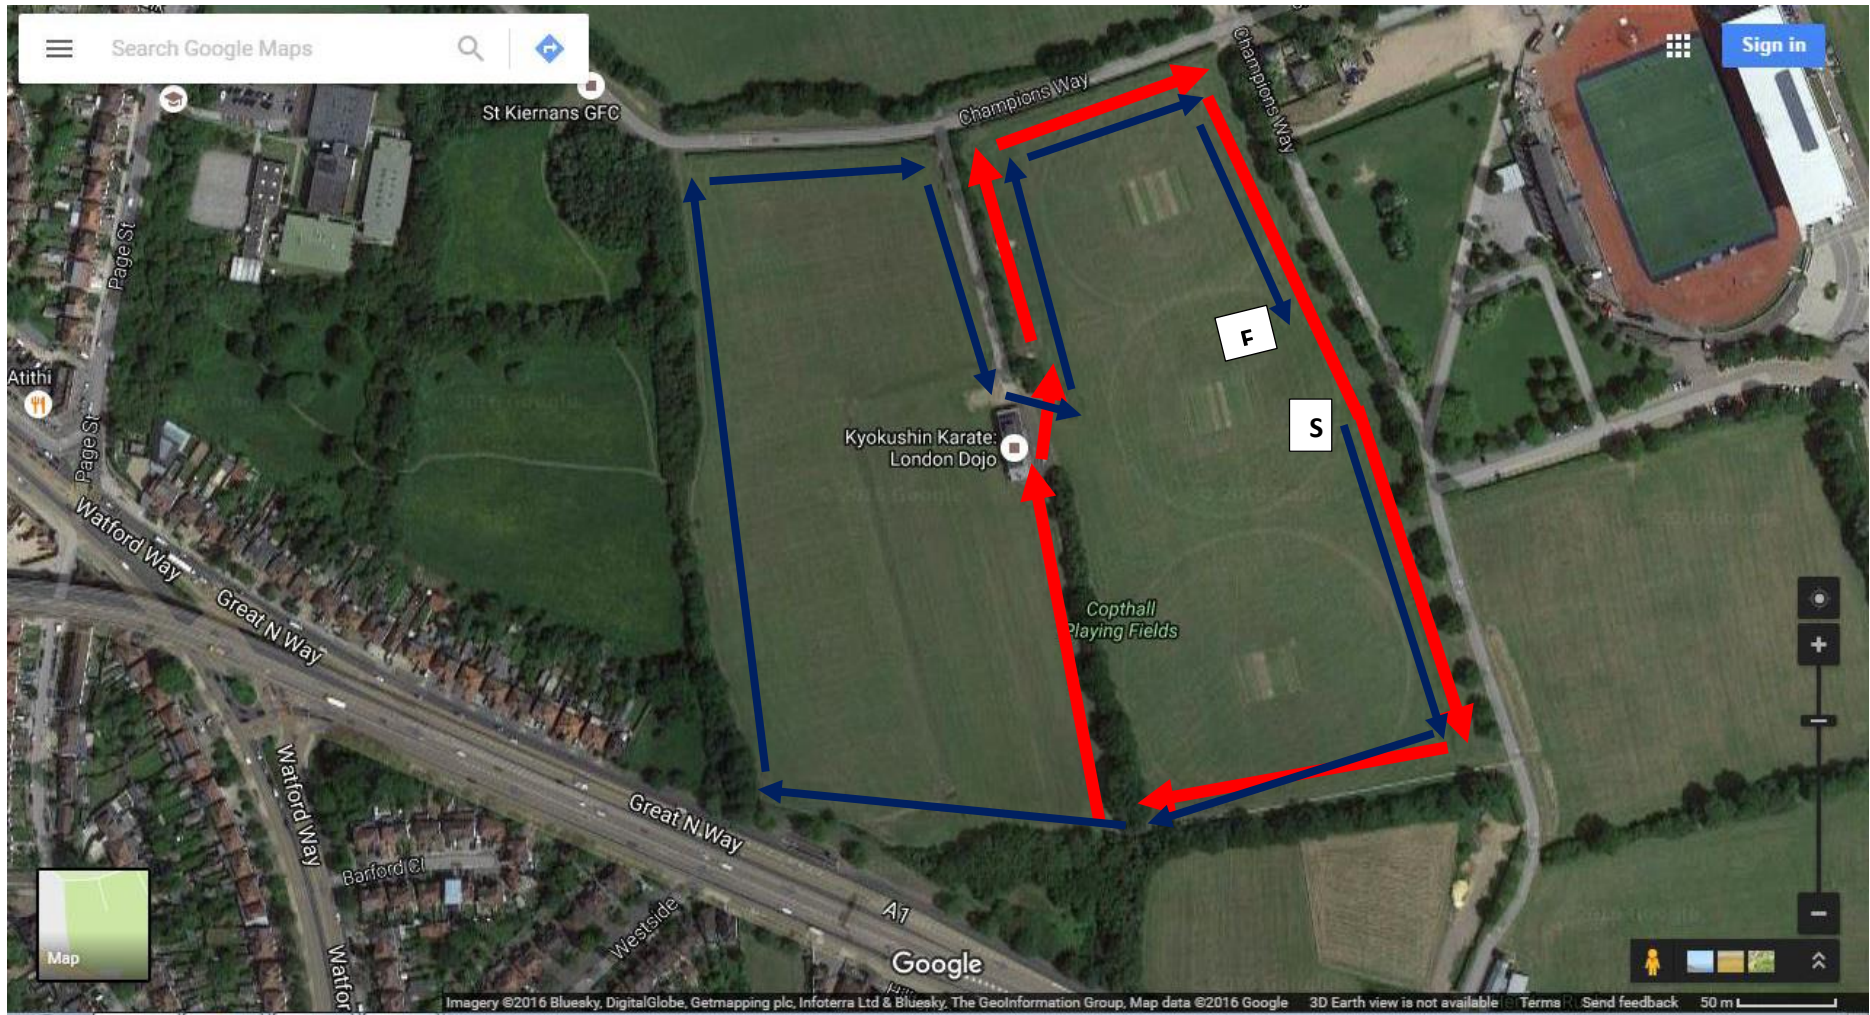 Search Google Maps
Sign in
St Kiernans GFC
Champions Way
Champions Way
Page St
Atithi
F
S
Page St
Kyokushin Karate:
London Dojo
Watford Way
Great N Way
Copthall
Playing Fields
Watford Way
Great N Way
Barford Cl
A1
Westside
Watfor
Map
Google
Imagery ©2016 Bluesky, DigitalGlobe, Getmapping plc, Infoterra Ltd & Bluesky, The GeoInformation Group, Map data ©2016 Google
3D Earth view is not available
Terms
Send feedback
50 m